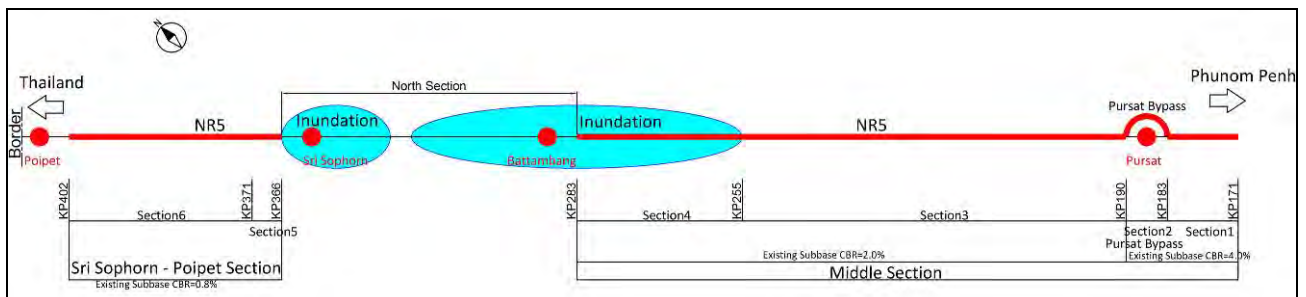 Thailand
Border
Poipet
NR5
North Section
Inundation
Sri Sophorn
Battambang
Inundation
NR5
Pursat Bypass
Pursat
Phunom Penh
KP402
KP371
KP366
KP283
KP255
KP190
KP183
KP171
Section6
Section5
Section4
Section3
Section2
Pursat Bypass
Section1
Sri Sophorn - Poipet Section
Existing Subbase CBR=0.8%
Existing Subbase CBR=2.0%
Existing Subbase CBR=4.0%
Middle Section